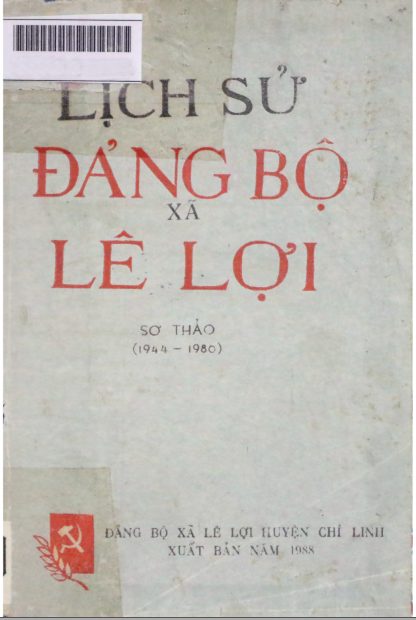 LỊCH SỬ
ĐẢNG BỘ
XÃ
LÊ LỢI
SƠ THẢO
(1944 - 1980)
ĐẢNG BỘ XÃ LÊ LỢI HUYỆN CHÍ LINH
XUẤT BẢN NĂM 1988